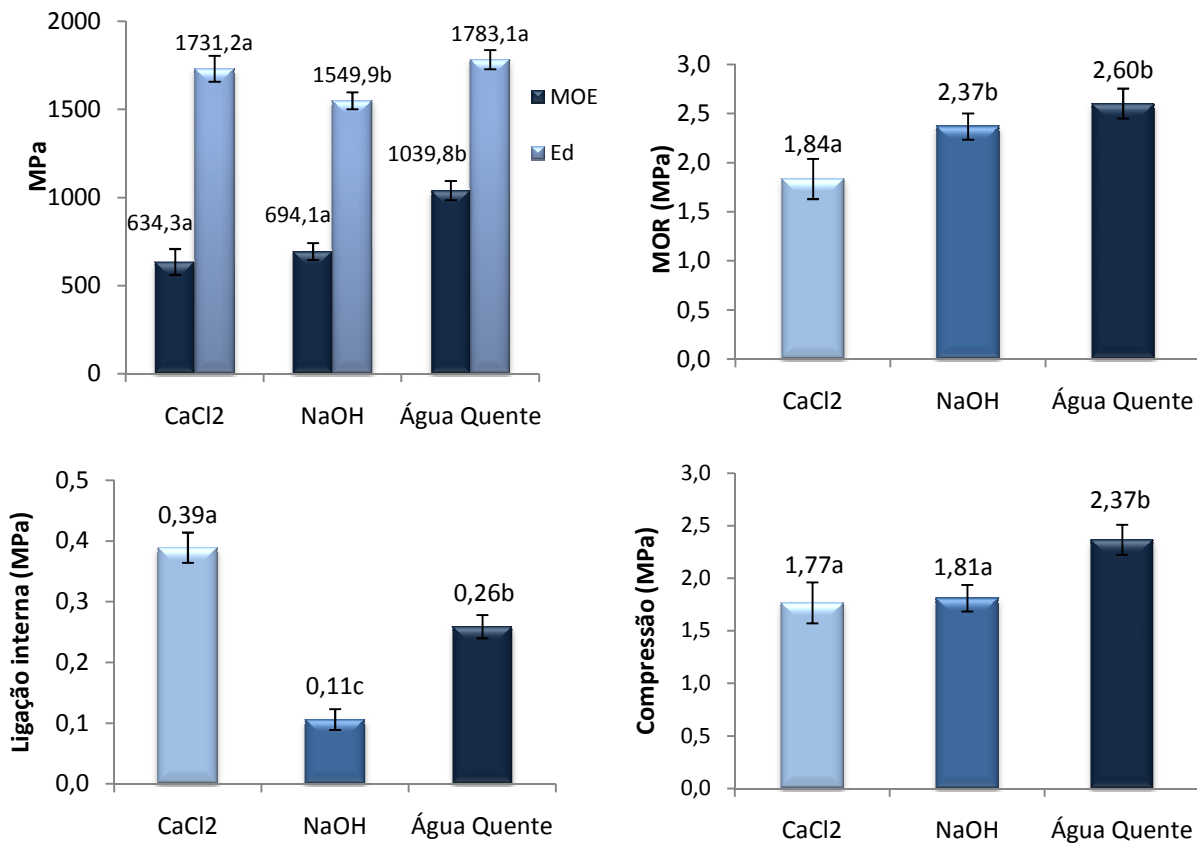 MPa
2000
1500
1000
500
0
1731,2a
1783,1a
1549,9b
1039,8b
634,3a
694,1a
MOE
Ed
CaCl2 NaOH Água Quente
MOR (MPa)
3,0
2,5
2,0
1,5
1,0
0,5
0,0
1,84a
2,37b
2,60b
CaCl2 NaOH Água Quente
Ligação interna (MPa)
0,5
0,4
0,3
0,2
0,1
0,0
0,39a
0,11c
0,26b
CaCl2 NaOH Água Quente
Compressão (MPa)
3,0
2,5
2,0
1,5
1,0
0,5
0,0
1,77a
1,81a
2,37b
CaCl2 NaOH Água Quente